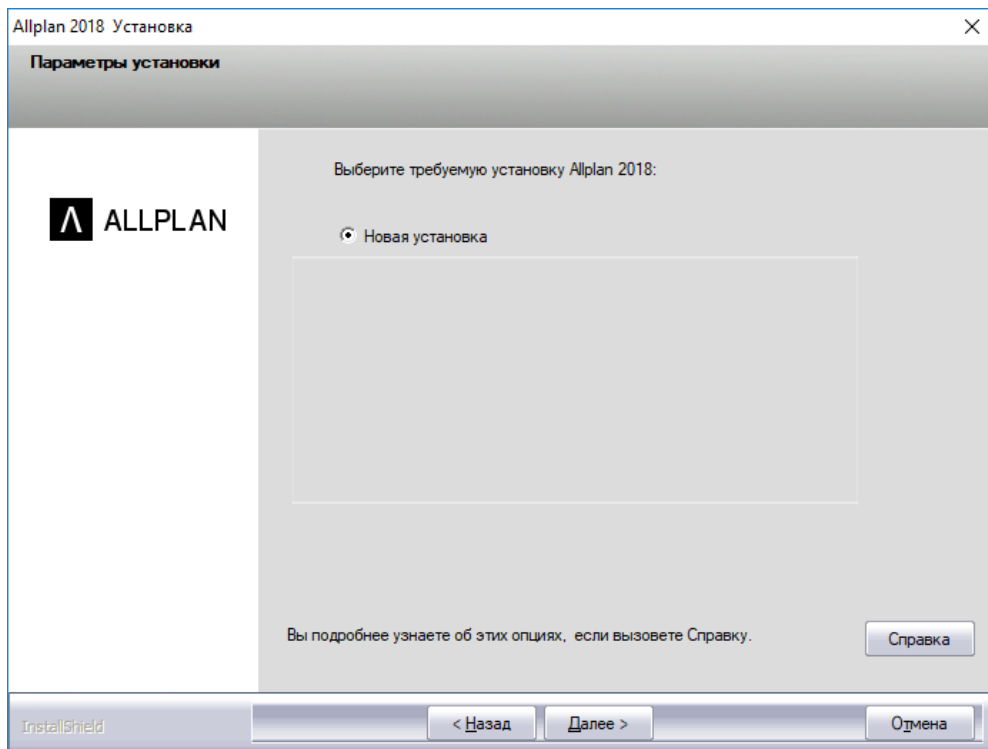 Allplan 2018 Установка
Параметры установки
Выберите требуемую установку Allplan 2018:
ALLPLAN
Новая установка
Вы подробнее узнаете об этих опциях, если вызовете Справку.
Справка
InstallShield
< Назад
Далее >
Отмена